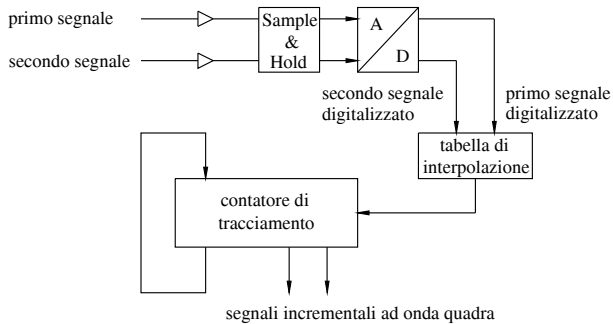 primo segnale
secondo segnale
Sample
&
Hold
A
D
secondo segnale
digitalizzato
primo segnale
digitalizzato
tabella di
interpolazione
contatore di
tracciamento
segnali incrementali ad onda quadra